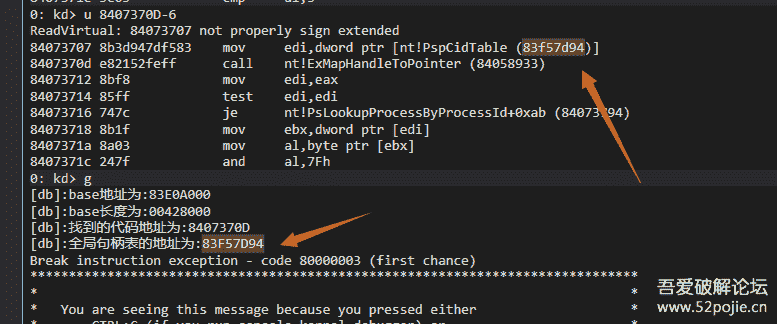 0: kd> u 8407370D-6
ReadVirtual: 84073707 not properly sign extended
84073707 8b3d947df583 mov edi,dword ptr [nt!PspCidTable (83f57d94)]
8407370d e82152feff call nt!ExMapHandleToPointer (84058933)
84073712 8bf8 mov edi,eax
84073714 85ff test edi,edi
84073716 747c je nt!PsLookupProcessByProcessId+0xab (84073794)
84073718 8b1f mov ebx,dword ptr [edi]
8407371a 8a03 mov al,byte ptr [ebx]
8407371c 247f and al,7Fh
0: kd> g
[db]:base地址为:83E0A000
[db]:base长度为:00428000
[db]:找到的代码地址为:8407370D
[db]:全局句柄表的地址为:83F57D94
Break instruction exception - code 80000003 (first chance)
*******************************************************************************
* *
* You are seeing this message because you pressed either *
吾爱破解论坛
www.52pojie.cn